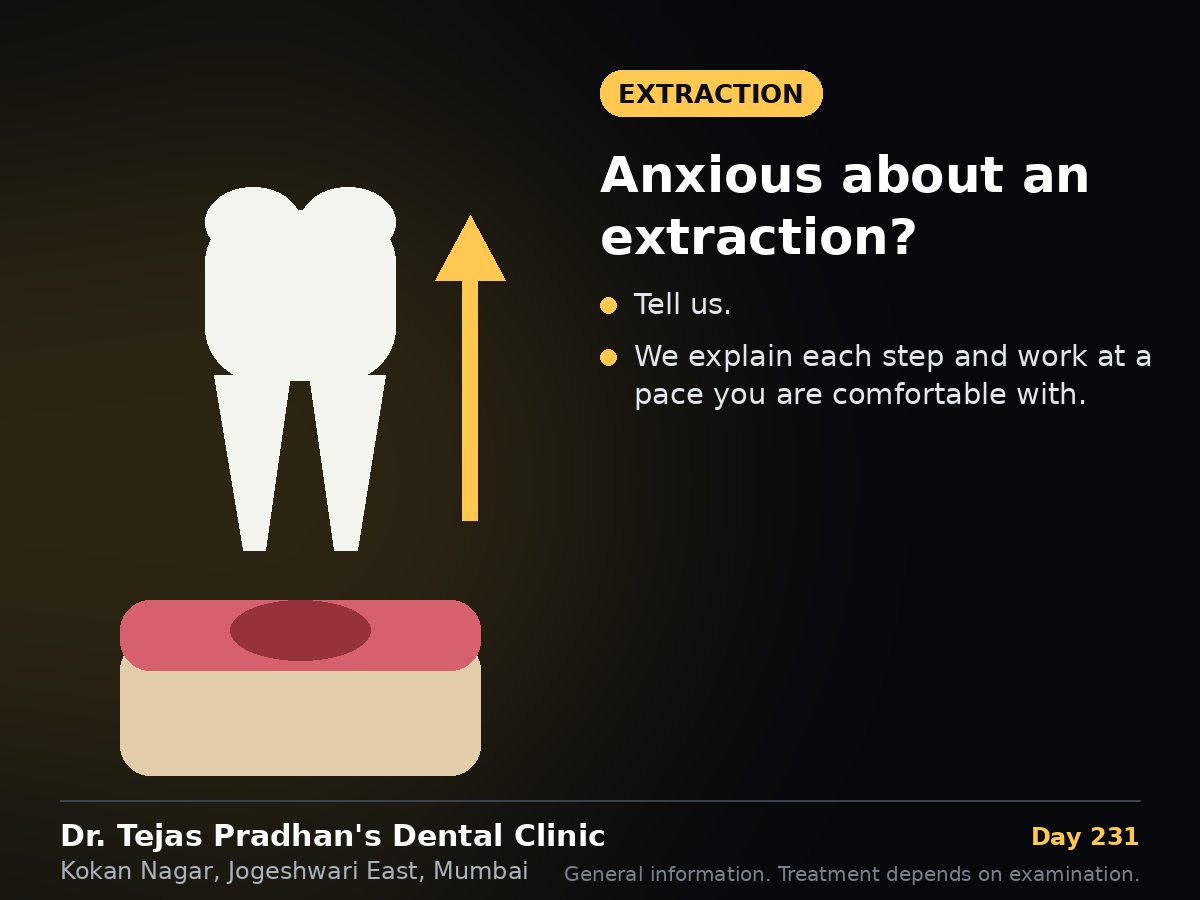 EXTRACTION
Anxious about an
extraction?
Tell us.
We explain each step and work at a
pace you are comfortable with.
Dr. Tejas Pradhan's Dental Clinic
Day 231
Kokan Nagar, Jogeshwari East, Mumbai
General information. Treatment depends on examination.